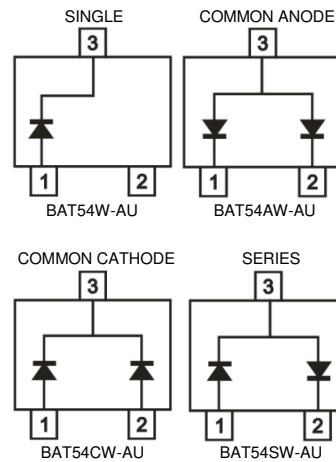 SINGLE
3
1
2
BAT54W-AU
COMMON ANODE
3
1
2
BAT54AW-AU
COMMON CATHODE
3
1
2
BAT54CW-AU
SERIES
3
1
2
BAT54SW-AU